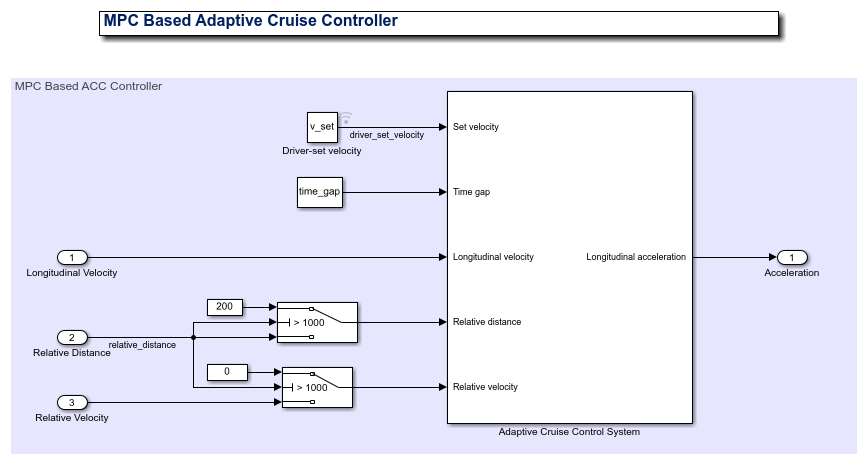 MPC Based Adaptive Cruise Controller
MPC Based ACC Controller
v_set
driver_set_velocity
Driver-set velocity
Set velocity
time_gap
Time gap
1
Longitudinal Velocity
Longitudinal velocity
Longitudinal acceleration
1
Acceleration
200
> 1000
Relative distance
2
relative_distance
Relative Distance
0
> 1000
Relative velocity
3
Relative Velocity
Adaptive Cruise Control System